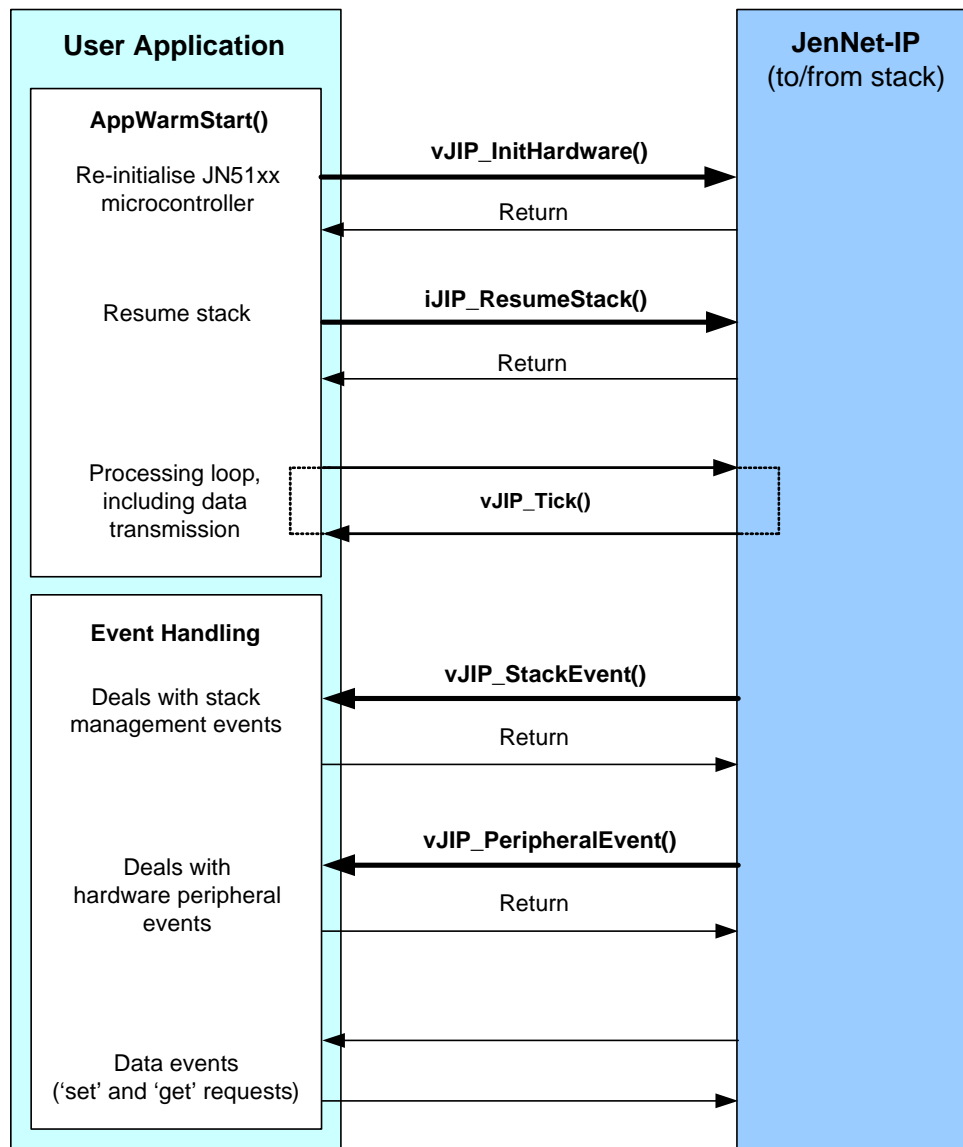 User Application
JenNet-IP
(to/from stack)
AppWarmStart()
vJIP_InitHardware()
Re-initialise JN51xx
microcontroller
Return
iJIP_ResumeStack()
Resume stack
Return
Processing loop,
including data
transmission
vJIP_Tick()
Event Handling
vJIP_StackEvent()
Deals with stack
management events
Return
vJIP_PeripheralEvent()
Deals with
hardware peripheral
events
Return
Data events
(‘set’ and ‘get’ requests)